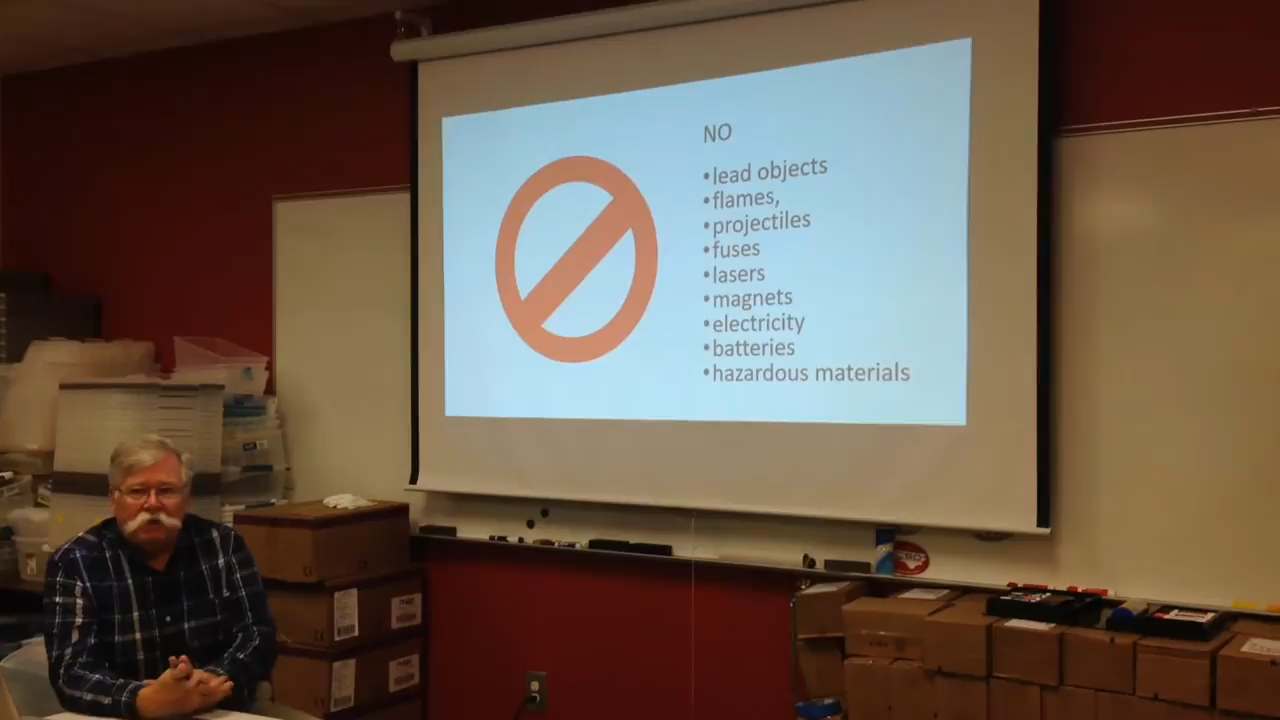 NO
•lead objects
•flames,
•projectiles
•fuses
•lasers
•magnets
•electricity
•batteries
•hazardous materials